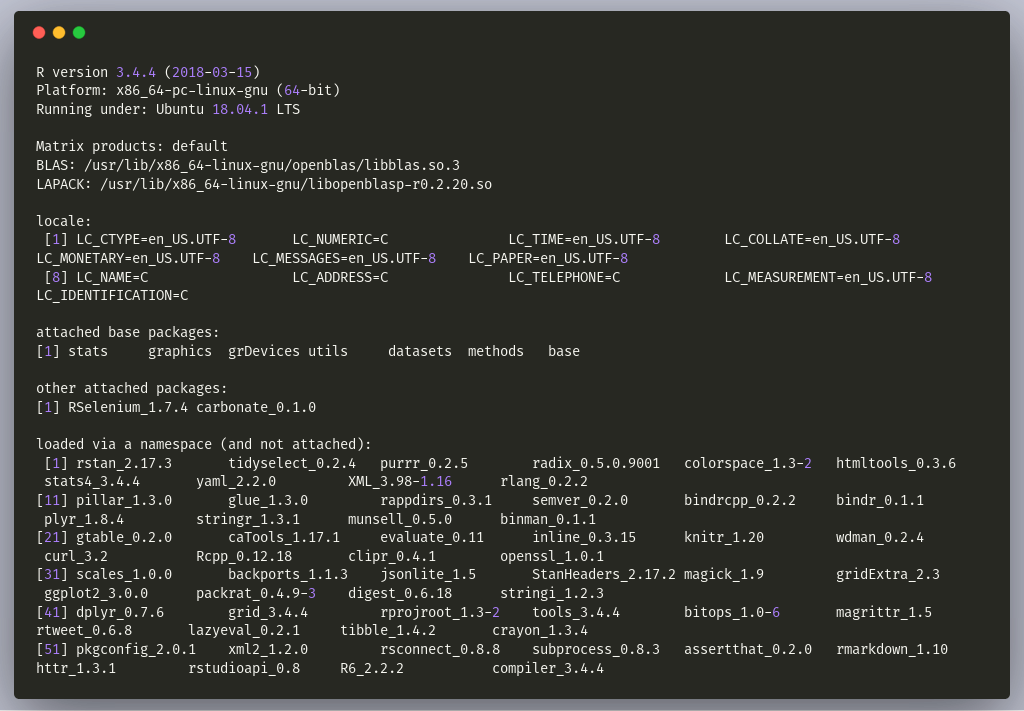 R version 3.4.4 (2018-03-15)
Platform: x86_64-pc-linux-gnu (64-bit)
Running under: Ubuntu 18.04.1 LTS

Matrix products: default
BLAS: /usr/lib/x86_64-linux-gnu/openblas/libblas.so.3
LAPACK: /usr/lib/x86_64-linux-gnu/libopenblasp-r0.2.20.so

locale:
 [1] LC_CTYPE=en_US.UTF-8       LC_NUMERIC=C               LC_TIME=en_US.UTF-8        LC_COLLATE=en_US.UTF-8
LC_MONETARY=en_US.UTF-8    LC_MESSAGES=en_US.UTF-8    LC_PAPER=en_US.UTF-8
 [8] LC_NAME=C                  LC_ADDRESS=C               LC_TELEPHONE=C             LC_MEASUREMENT=en_US.UTF-8
LC_IDENTIFICATION=C

attached base packages:
[1] stats     graphics  grDevices utils     datasets  methods   base

other attached packages:
[1] RSelenium_1.7.4 carbonate_0.1.0

loaded via a namespace (and not attached):
 [1] rstan_2.17.3       tidyselect_0.2.4   purrr_0.2.5        radix_0.5.0.9001   colorspace_1.3-2   htmltools_0.3.6
 stats4_3.4.4       yaml_2.2.0         XML_3.98-1.16      rlang_0.2.2
[11] pillar_1.3.0       glue_1.3.0         rappdirs_0.3.1     semver_0.2.0       bindrcpp_0.2.2     bindr_0.1.1
 plyr_1.8.4         stringr_1.3.1      munsell_0.5.0      binman_0.1.1
[21] gtable_0.2.0       caTools_1.17.1     evaluate_0.11      inline_0.3.15      knitr_1.20         wdman_0.2.4
 curl_3.2           Rcpp_0.12.18       clipr_0.4.1        openssl_1.0.1
[31] scales_1.0.0       backports_1.1.3    jsonlite_1.5       StanHeaders_2.17.2 magick_1.9         gridExtra_2.3
 ggplot2_3.0.0      packrat_0.4.9-3    digest_0.6.18      stringi_1.2.3
[41] dplyr_0.7.6        grid_3.4.4         rprojroot_1.3-2    tools_3.4.4        bitops_1.0-6       magrittr_1.5
rtweet_0.6.8       lazyeval_0.2.1     tibble_1.4.2       crayon_1.3.4
[51] pkgconfig_2.0.1    xml2_1.2.0         rsconnect_0.8.8    subprocess_0.8.3   assertthat_0.2.0   rmarkdown_1.10
httr_1.3.1         rstudioapi_0.8     R6_2.2.2           compiler_3.4.4